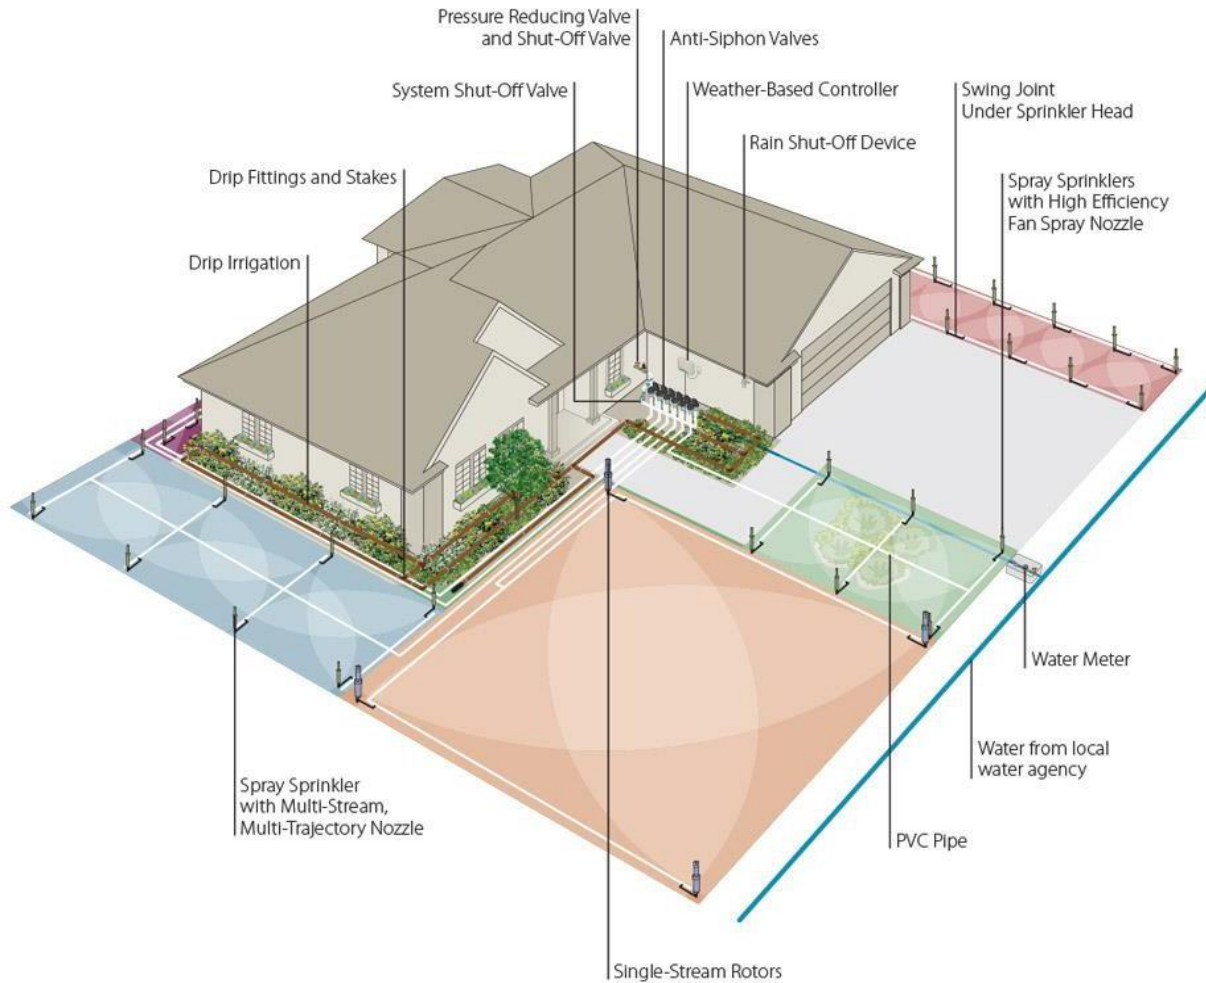 Pressure Reducing Valve
and Shut-Off Valve
Anti-Siphon Valves
System Shut-Off Valve
Weather-Based Controller
Swing Joint
Under Sprinkler Head
Rain Shut-Off Device
Drip Fittings and Stakes
Spray Sprinklers
with High Efficiency
Fan Spray Nozzle
Drip Irrigation
Water Meter
Water from local
water agency
Spray Sprinkler
with Multi-Stream,
Multi-Trajectory Nozzle
PVC Pipe
Single-Stream Rotors